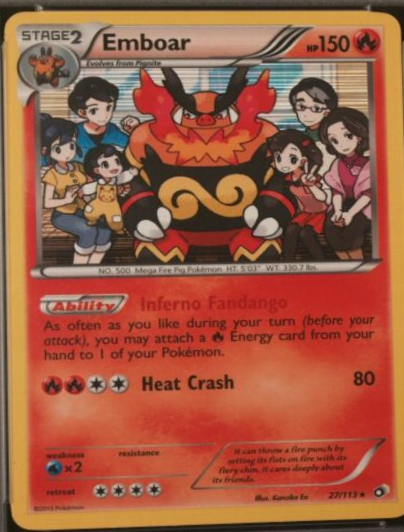 STAGE2
Emboar
HP150
Evolves from Pignite
NO. 500 Mega Fire Pig Pokémon HT: 5'03" WT: 330.7 lbs.
Ability Inferno Fandango
As often as you like during your turn (before your
attack), you may attach a Energy card from your
hand to 1 of your Pokémon.
Heat Crash 80
weakness resistance
×2
retreat
It can throw a fire punch by
setting its fists on fire with its
fiery chin. It cares deeply about
its friends.
©2013 Pokémon
Illus. Kanako Eo
27/113 ★